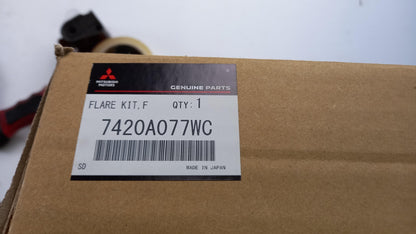 MITSUBISHI
MOTORS
GENUINE PARTS
FLARE KIT,F QTY:1
7420A077WC
SD MADE IN JAPAN